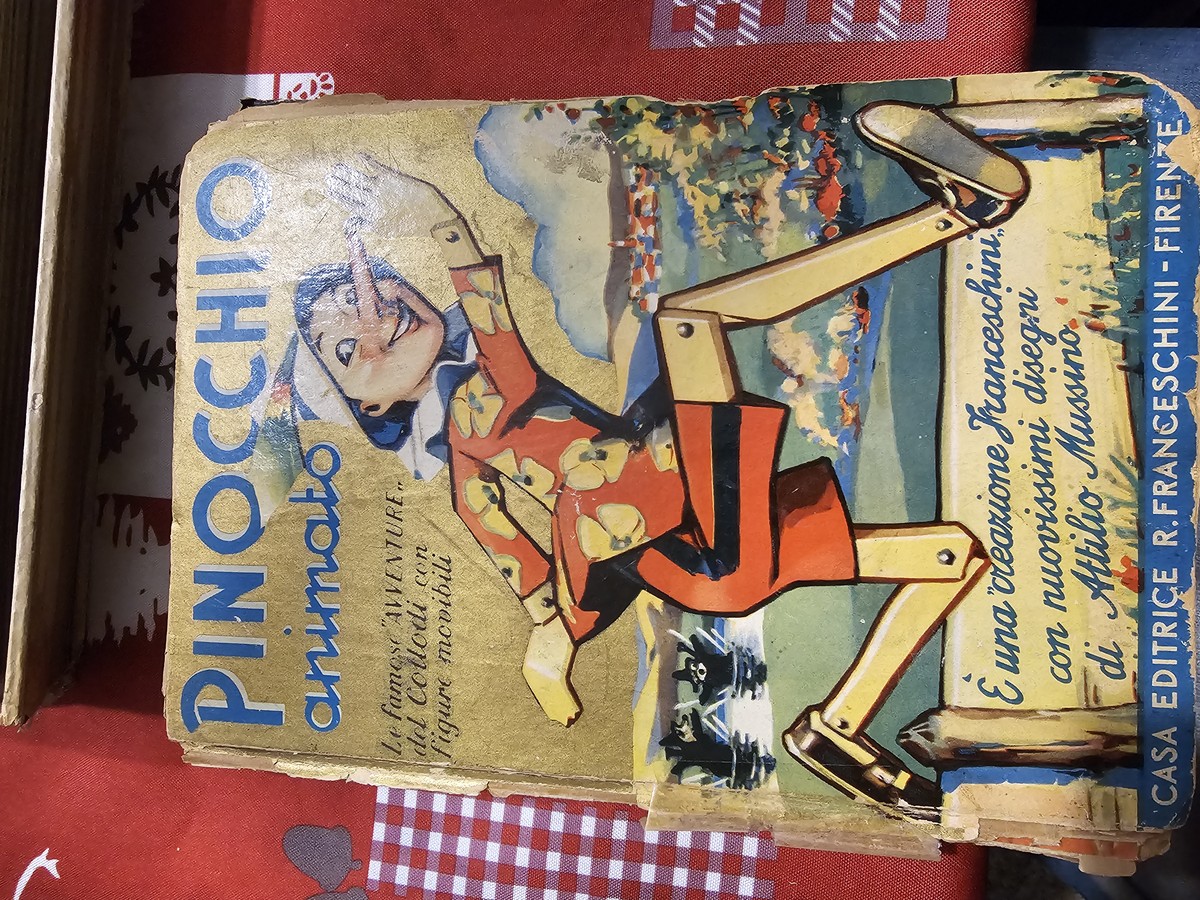 PINOCCHIO
animato
Le famose "AVVENTURE„
del Collodi con
figure movibili
È una "creazione Franceschini„
con nuovissimi disegni
di Attilio Mussino.
CASA EDITRICE R. FRANCESCHINI - FIRENZE